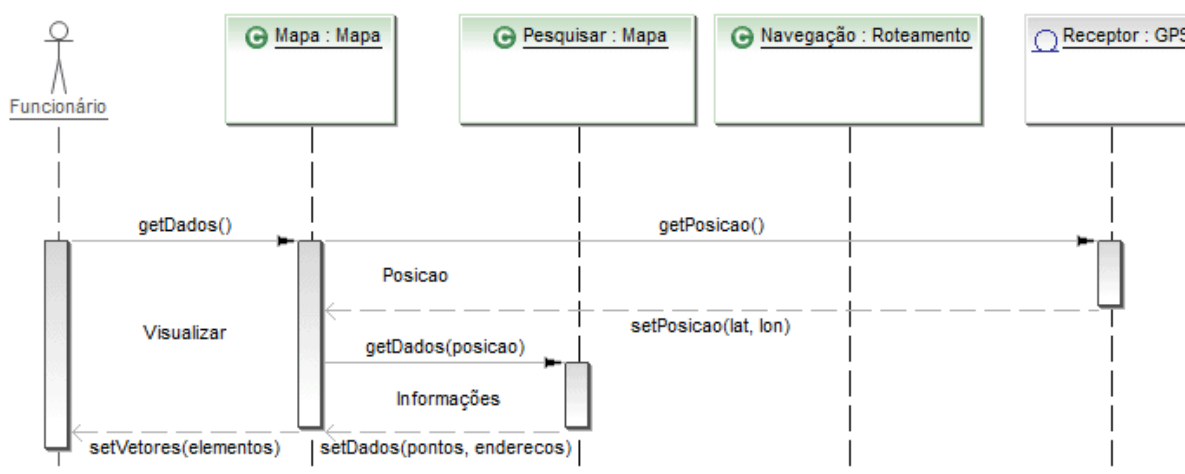 Funcionário
Mapa : Mapa
Pesquisar : Mapa
Navegação : Roteamento
Receptor : GPS
getDados()
getPosicao()
Posicao
setPosicao(lat, lon)
Visualizar
getDados(posicao)
Informações
setVetores(elementos)
setDados(pontos, enderecos)